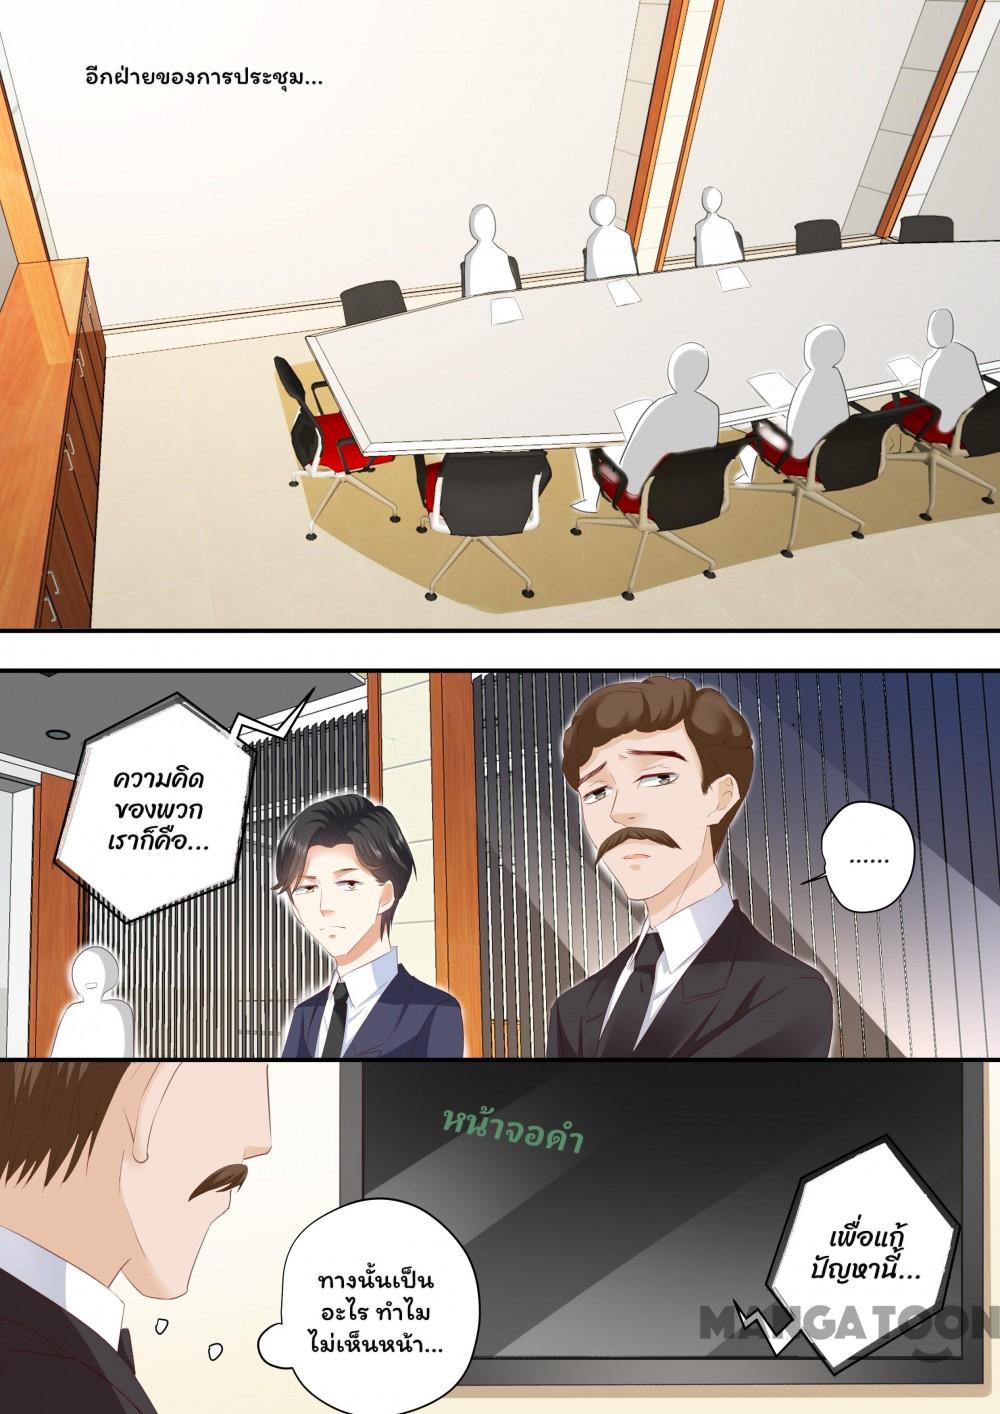 อีกฝ่ายของการประชุม...
ความคิด
ของพวก
เราก็คือ...
......
หน้าจอดำ
เพื่อแก้
ปัญหานี้...
ทางนั้นเป็น
อะไร ทำไม
ไม่เห็นหน้า...
MANGATOON